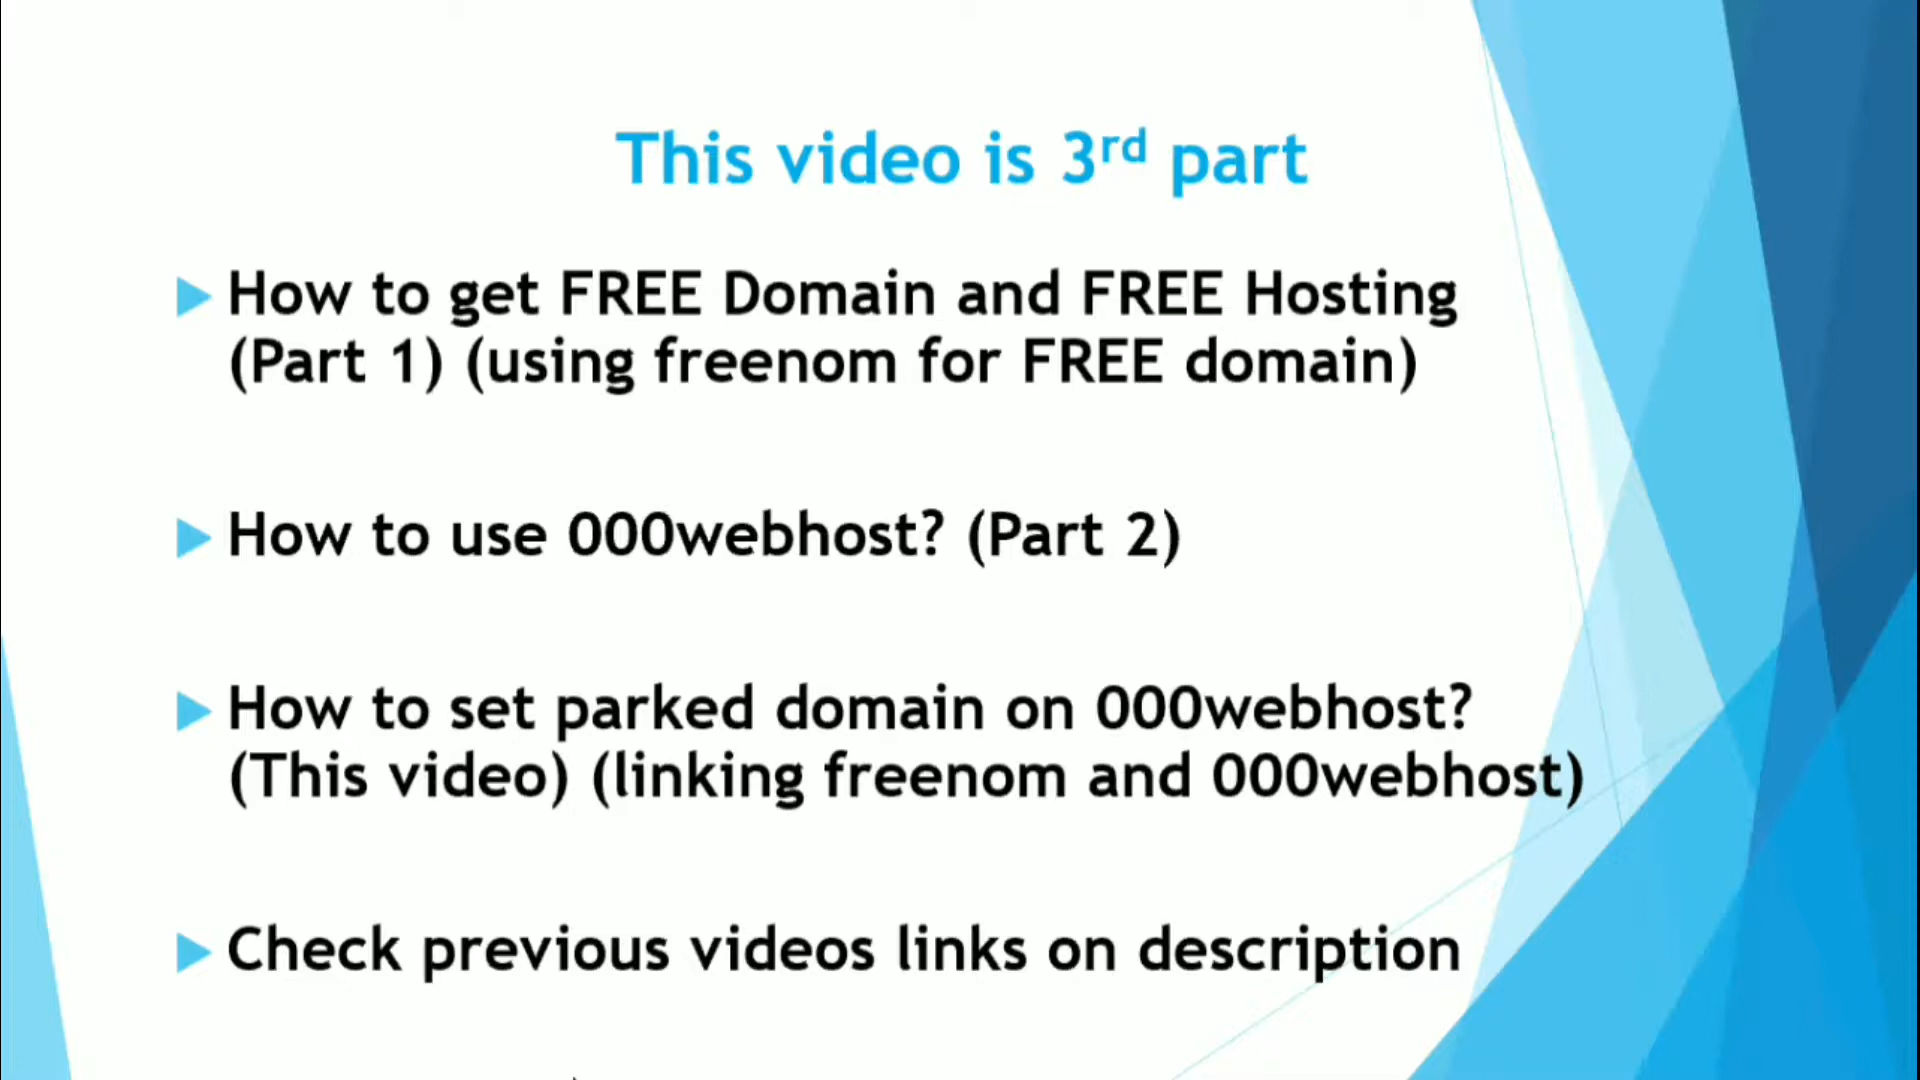 This video is 3rd part
How to get FREE Domain and FREE Hosting
(Part 1) (using freenom for FREE domain)
How to use 000webhost? (Part 2)
How to set parked domain on 000webhost?
(This video) (linking freenom and 000webhost)
Check previous videos links on description